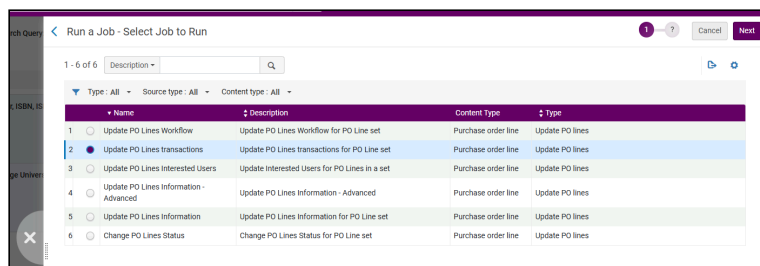 rch Query
Run a Job - Select Job to Run
1
?
Cancel
Next
1 - 6 of 6
Description
Type : All
Source type : All
Content type : All
r, ISBN, IS
Name
Description
Content Type
Type
1 Update PO Lines Workflow Update PO Lines Workflow for PO Line set Purchase order line Update PO lines
2 Update PO Lines transactions Update PO Lines transactions for PO Line set Purchase order line Update PO lines
3 Update PO Lines Interested Users Update Interested Users for PO Lines in a set Purchase order line Update PO lines
ge Univers
4 Update PO Lines Information - Advanced Update PO Lines Information - Advanced Purchase order line Update PO lines
5 Update PO Lines Information Update PO Lines Information for PO Line set Purchase order line Update PO lines
6 Change PO Lines Status Change PO Lines Status for PO Line set Purchase order line Update PO lines